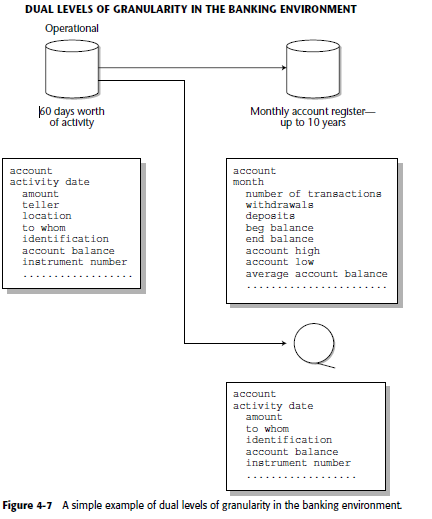 DUAL LEVELS OF GRANULARITY IN THE BANKING ENVIRONMENT
Operational
60 days worth
of activity
Monthly account register—
up to 10 years
account
activity date
amount
teller
location
to whom
identification
account balance
instrument number
..................
account
month
number of transactions
withdrawals
deposits
beg balance
end balance
account high
account low
average account balance
.......................
account
activity date
amount
to whom
identification
account balance
instrument number
..................
Figure 4-7 A simple example of dual levels of granularity in the banking environment.